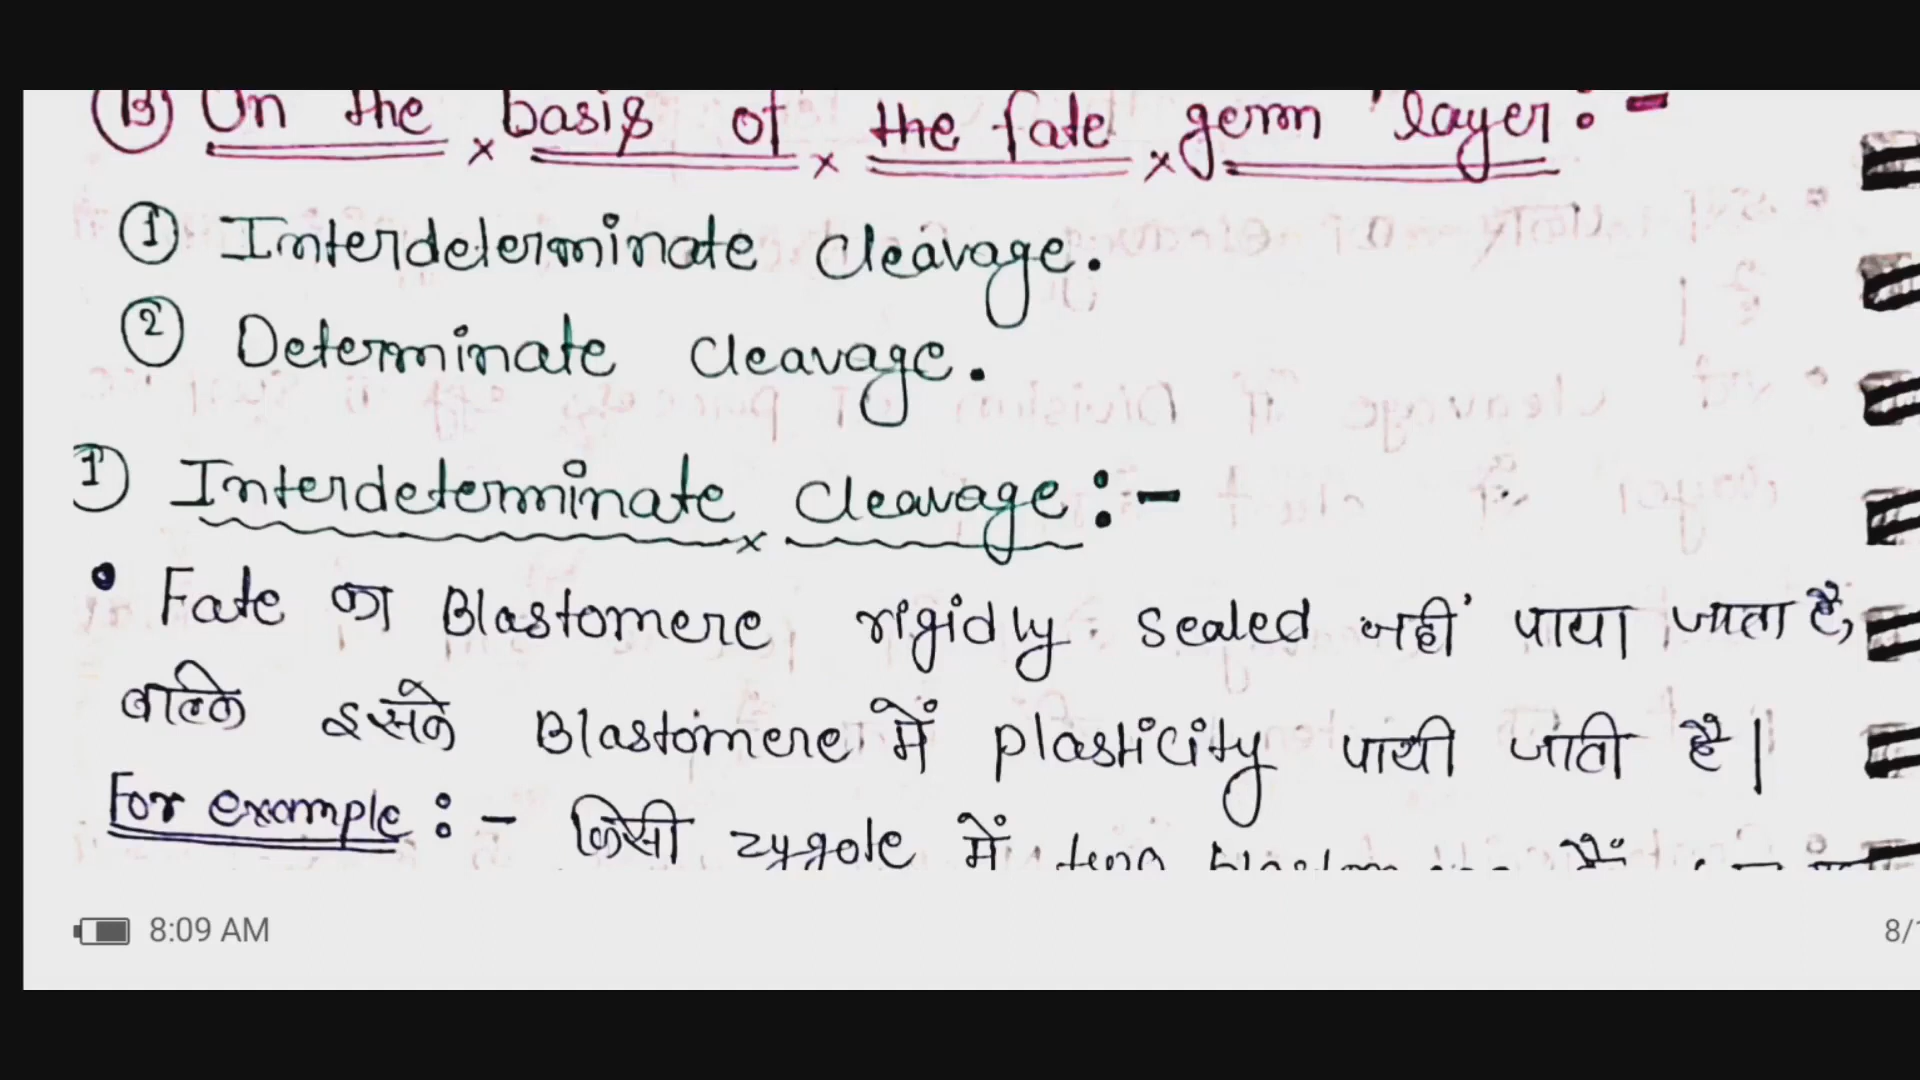 (B) On the basis of the fate germ layer :-
① Interdeterminate cleavage.
② Determinate cleavage.
① Interdeterminate cleavage :-
• Fate का Blastomere rigidly sealed नहीं पाया जाता है,
बल्कि इसके Blastomere में plasticity पायी जाती है|
For example :- किसी zygote में two
8:09 AM